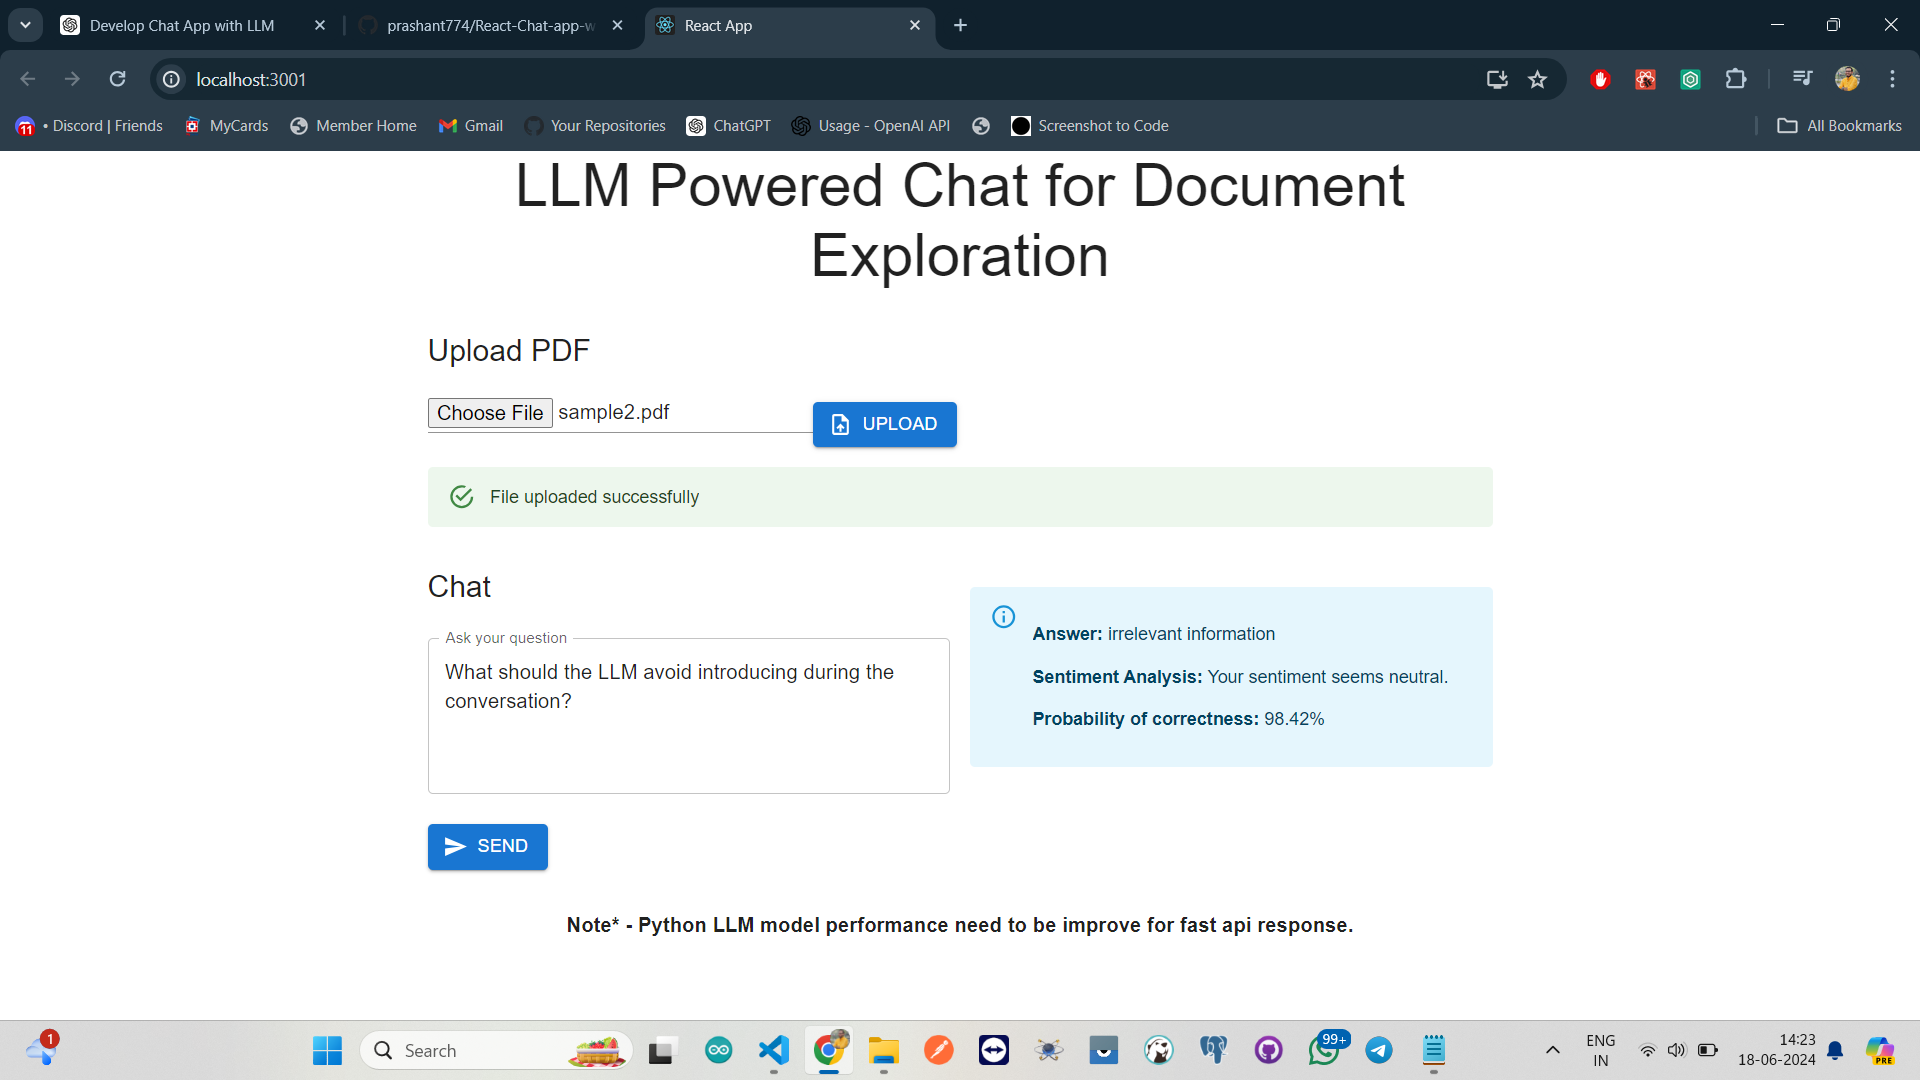 Develop Chat App with LLM
prashant774/React-Chat-app-w
React App
localhost:3001
11
• Discord | Friends
MyCards
Member Home
Gmail
Your Repositories
ChatGPT
Usage - OpenAI API
Screenshot to Code
All Bookmarks
LLM Powered Chat for Document
Exploration
Upload PDF
Choose File sample2.pdf
UPLOAD
File uploaded successfully
Chat
Ask your question
What should the LLM avoid introducing during the
conversation?
Answer: irrelevant information
Sentiment Analysis: Your sentiment seems neutral.
Probability of correctness: 98.42%
SEND
Note* - Python LLM model performance need to be improve for fast api response.
1
Search
99+
ENG
IN
14:23
18-06-2024
PRE